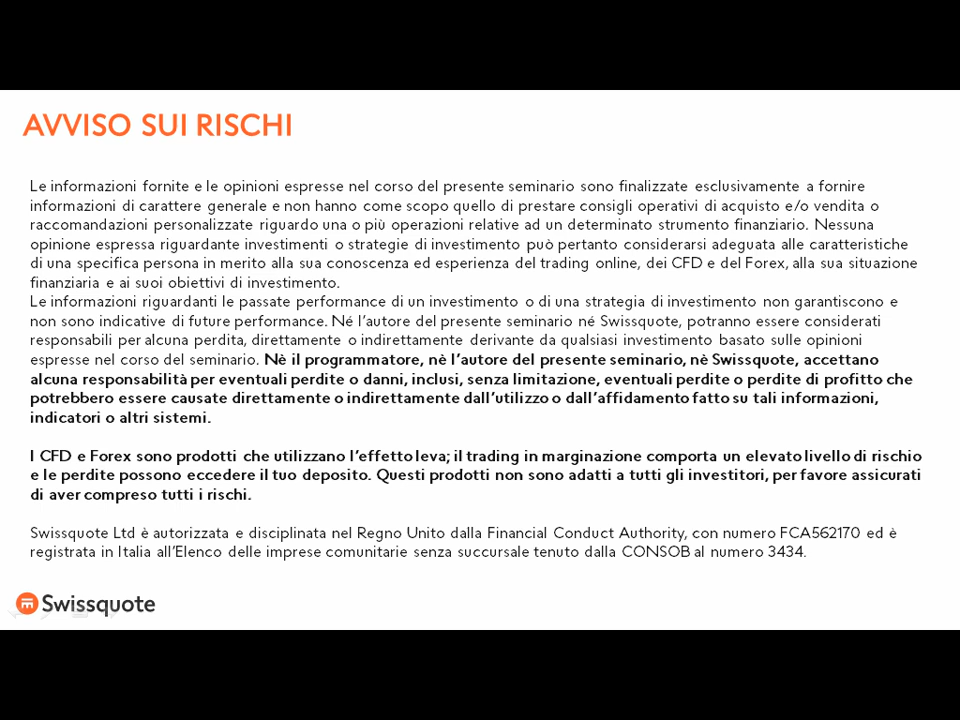 AVVISO SUI RISCHI
Le informazioni fornite e le opinioni espresse nel corso del presente seminario sono finalizzate esclusivamente a fornire
informazioni di carattere generale e non hanno come scopo quello di prestare consigli operativi di acquisto e/o vendita o
raccomandazioni personalizzate riguardo una o più operazioni relative ad un determinato strumento finanziario. Nessuna
opinione espressa riguardante investimenti o strategie di investimento può pertanto considerarsi adeguata alle caratteristiche
di una specifica persona in merito alla sua conoscenza ed esperienza del trading online, dei CFD e del Forex, alla sua situazione
finanziaria e ai suoi obiettivi di investimento.
Le informazioni riguardanti le passate performance di un investimento o di una strategia di investimento non garantiscono e
non sono indicative di future performance. Né l'autore del presente seminario né Swissquote, potranno essere considerati
responsabili per alcuna perdita, direttamente o indirettamente derivante da qualsiasi investimento basato sulle opinioni
espresse nel corso del seminario. Nè il programmatore, nè l'autore del presente seminario, nè Swissquote, accettano
alcuna responsabilità per eventuali perdite o danni, inclusi, senza limitazione, eventuali perdite o perdite di profitto che
potrebbero essere causate direttamente o indirettamente dall'utilizzo o dall'affidamento fatto su tali informazioni,
indicatori o altri sistemi.
I CFD e Forex sono prodotti che utilizzano l'effetto leva; il trading in marginazione comporta un elevato livello di rischio
e le perdite possono eccedere il tuo deposito. Questi prodotti non sono adatti a tutti gli investitori, per favore assicurati
di aver compreso tutti i rischi.
Swissquote Ltd è autorizzata e disciplinata nel Regno Unito dalla Financial Conduct Authority, con numero FCA562170 ed è
registrata in Italia all'Elenco delle imprese comunitarie senza succursale tenuto dalla CONSOB al numero 3434.
Swissquote